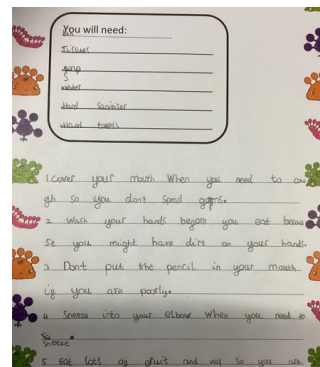 You will need:
Tissues
soap
water
Hand Sanitiser
Hand towels
1. Cover your mouth When you need to cou
gh so you dont spread germs.
2. Wash your hands before you eat becau
se you might have dirt on your hands.
3. Dont put the pencil in your mouth
if you are poorly.
4 Sneeze into your elbow when you need to
Sneeze
5 Eat lots of fruit and veg so you are